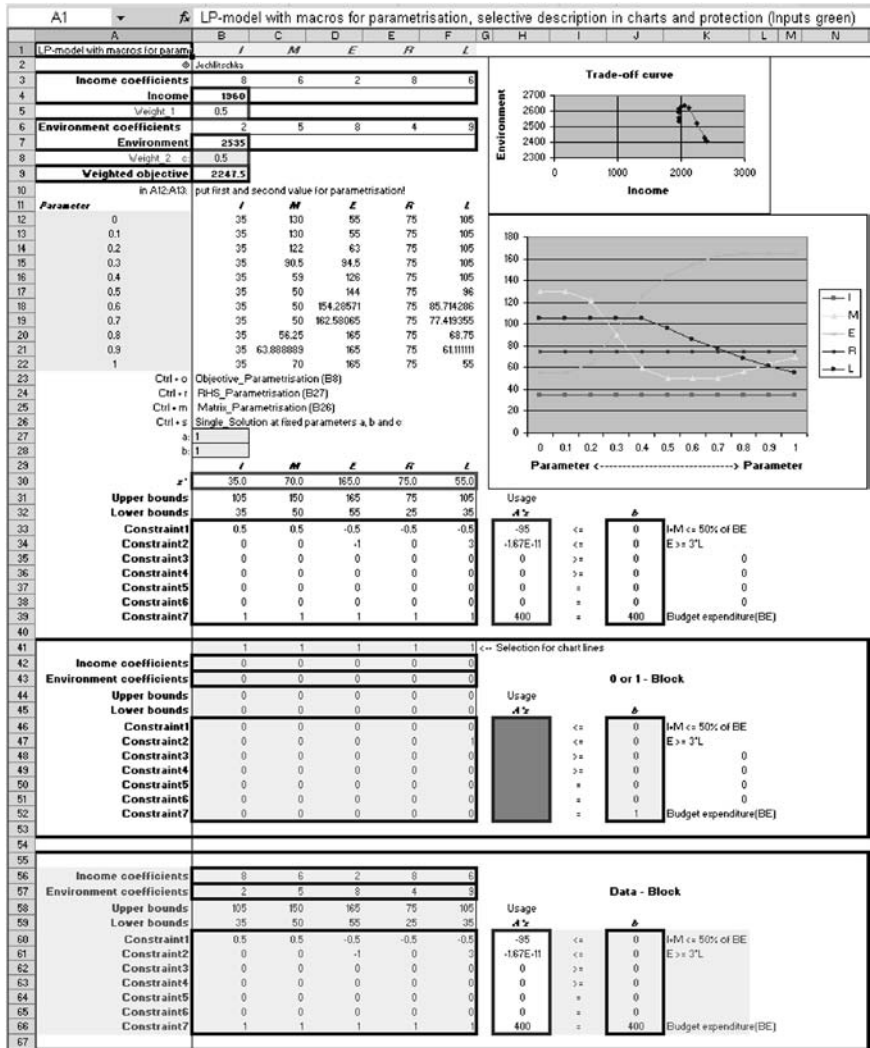 A1 fx LP-model with macros for parametrisation, selective description in charts and protection (Inputs green)
A B C D E F G H I J K L M N
1 LP-model with macros for param I M E R L
2 © Jechlitschka
3 Income coefficients 8 6 2 8 6
4 Income 1960
5 Weight_1 0.5
6 Environment coefficients 2 5 8 4 9
7 Environment 2535
8 Weight_2 c: 0.5
9 Weighted objective 2247.5
10 in A12:A13: put first and second value for parametrisation!
11 Parameter I M E R L
12 0 35 130 55 75 105
13 0.1 35 130 55 75 105
14 0.2 35 122 63 75 105
15 0.3 35 90.5 94.5 75 105
16 0.4 35 59 126 75 105
17 0.5 35 50 144 75 96
18 0.6 35 50 154.28571 75 85.714286
19 0.7 35 50 162.58065 75 77.419355
20 0.8 35 56.25 165 75 68.75
21 0.9 35 63.888889 165 75 61.111111
22 1 35 70 165 75 55
Trade-off curve
Environment
2700
2600
2500
2400
2300
0 1000 2000 3000
Income
180
160
140
120
100
80
60
40
20
0
0 0.1 0.2 0.3 0.4 0.5 0.6 0.7 0.8 0.9 1
Parameter <------------------------------> Parameter
I
M
E
R
L
23 Ctrl + o Objective_Parametrisation (B8)
24 Ctrl + r RHS_Parametrisation (B27)
25 Ctrl + m Matrix_Parametrisation (B26)
26 Ctrl + s Single_Solution at fixed parameters a, b and c
27 a: 1
28 b: 1
29 I M E R L
30 z* 35.0 70.0 165.0 75.0 55.0
31 Upper bounds 105 150 165 75 105 Usage
32 Lower bounds 35 50 55 25 35 A*z b
33 Constraint1 0.5 0.5 -0.5 -0.5 -0.5 -95 <= 0 I+M <= 50% of BE
34 Constraint2 0 0 -1 0 3 -1.67E-11 <= 0 E >= 3*L
35 Constraint3 0 0 0 0 0 0 >= 0 0
36 Constraint4 0 0 0 0 0 0 >= 0 0
37 Constraint5 0 0 0 0 0 0 = 0 0
38 Constraint6 0 0 0 0 0 0 = 0 0
39 Constraint7 1 1 1 1 1 400 = 400 Budget expenditure(BE)
40
41 1 1 1 1 1 <-- Selection for chart lines
42 Income coefficients 0 0 0 0 0
43 Environment coefficients 0 0 0 0 0 0 or 1 - Block
44 Upper bounds 0 0 0 0 0 Usage
45 Lower bounds 0 0 0 0 0 A*z b
46 Constraint1 0 0 0 0 0 <= 0 I+M <= 50% of BE
47 Constraint2 0 0 0 0 1 <= 0 E >= 3*L
48 Constraint3 0 0 0 0 0 >= 0 0
49 Constraint4 0 0 0 0 0 >= 0 0
50 Constraint5 0 0 0 0 0 = 0 0
51 Constraint6 0 0 0 0 0 = 0 0
52 Constraint7 0 0 0 0 0 = 1 Budget expenditure(BE)
53
54
55
56 Income coefficients 8 6 2 8 6
57 Environment coefficients 2 5 8 4 9 Data - Block
58 Upper bounds 105 150 165 75 105 Usage
59 Lower bounds 35 50 55 25 35 A*z b
60 Constraint1 0.5 0.5 -0.5 -0.5 -0.5 -95 <= 0 I+M <= 50% of BE
61 Constraint2 0 0 -1 0 3 -1.67E-11 <= 0 E >= 3*L
62 Constraint3 0 0 0 0 0 0 >= 0
63 Constraint4 0 0 0 0 0 0 >= 0
64 Constraint5 0 0 0 0 0 0 = 0
65 Constraint6 0 0 0 0 0 0 = 0
66 Constraint7 1 1 1 1 1 400 = 400 Budget expenditure(BE)
67